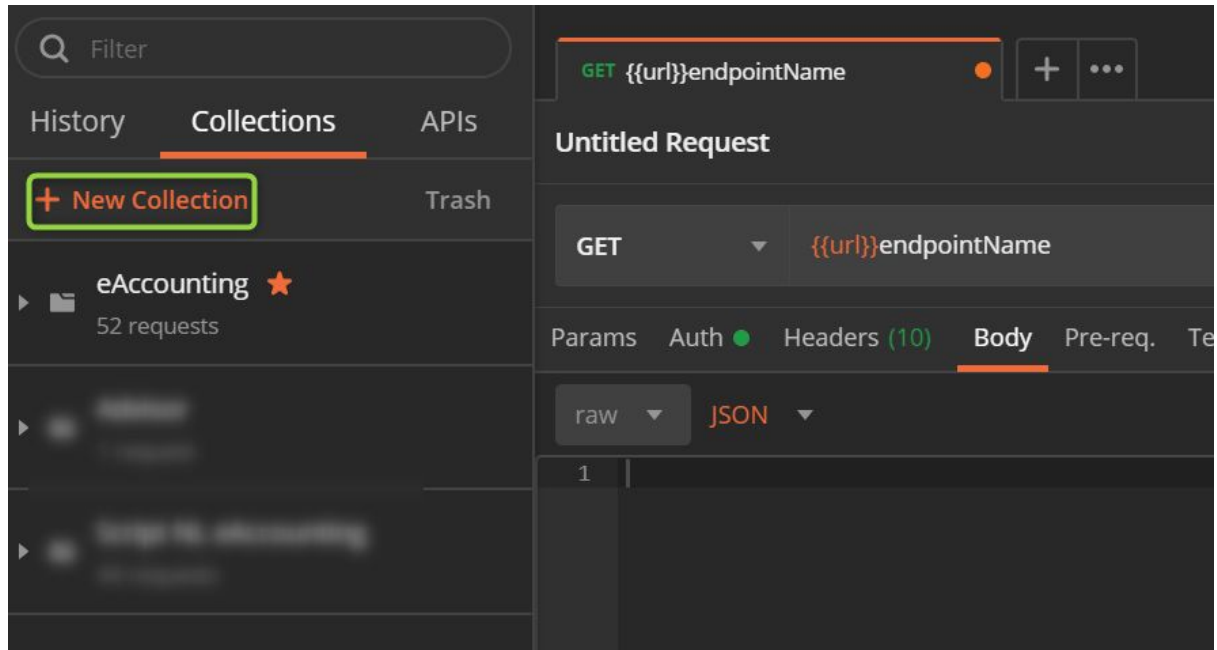 Filter
History Collections APIs
+ New Collection Trash
eAccounting
52 requests
GET {{url}}endpointName
Untitled Request
GET {{url}}endpointName
Params Auth Headers (10) Body Pre-req. Te
raw JSON
1